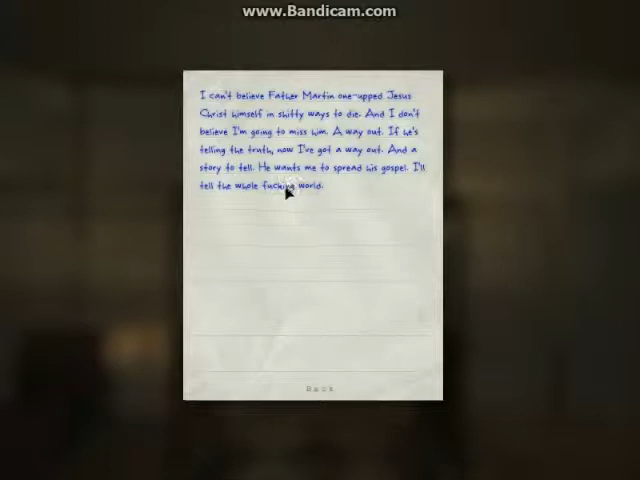 www.Bandicam.com
I can't believe Father Martin one-upped Jesus
Christ himself in shitty ways to die. And I don't
believe I'm going to miss him. A way out. If he's
telling the truth, now I've got a way out. And a
story to tell. He wants me to spread his gospel. I'll
tell the whole fucking world.
Back